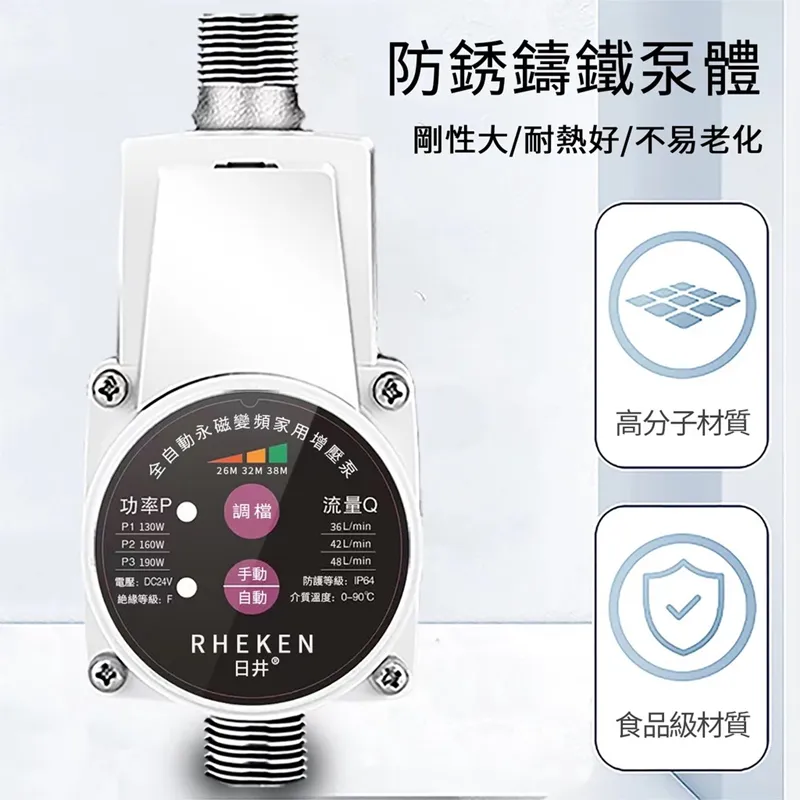 防銹鑄鐵泵體
剛性大/耐熱好/不易老化
高分子材質
食品級材質
全自動永磁變頻家用增壓泵
26M 32M 38M
功率P
調檔
流量Q
P1 130W
36L/min
P2 160W
42L/min
P3 190W
48L/min
電壓：DC24V
手動
防護等級：IP64
絶緣等級：F
自動
介質溫度：0-90℃
RHEKEN
日井®